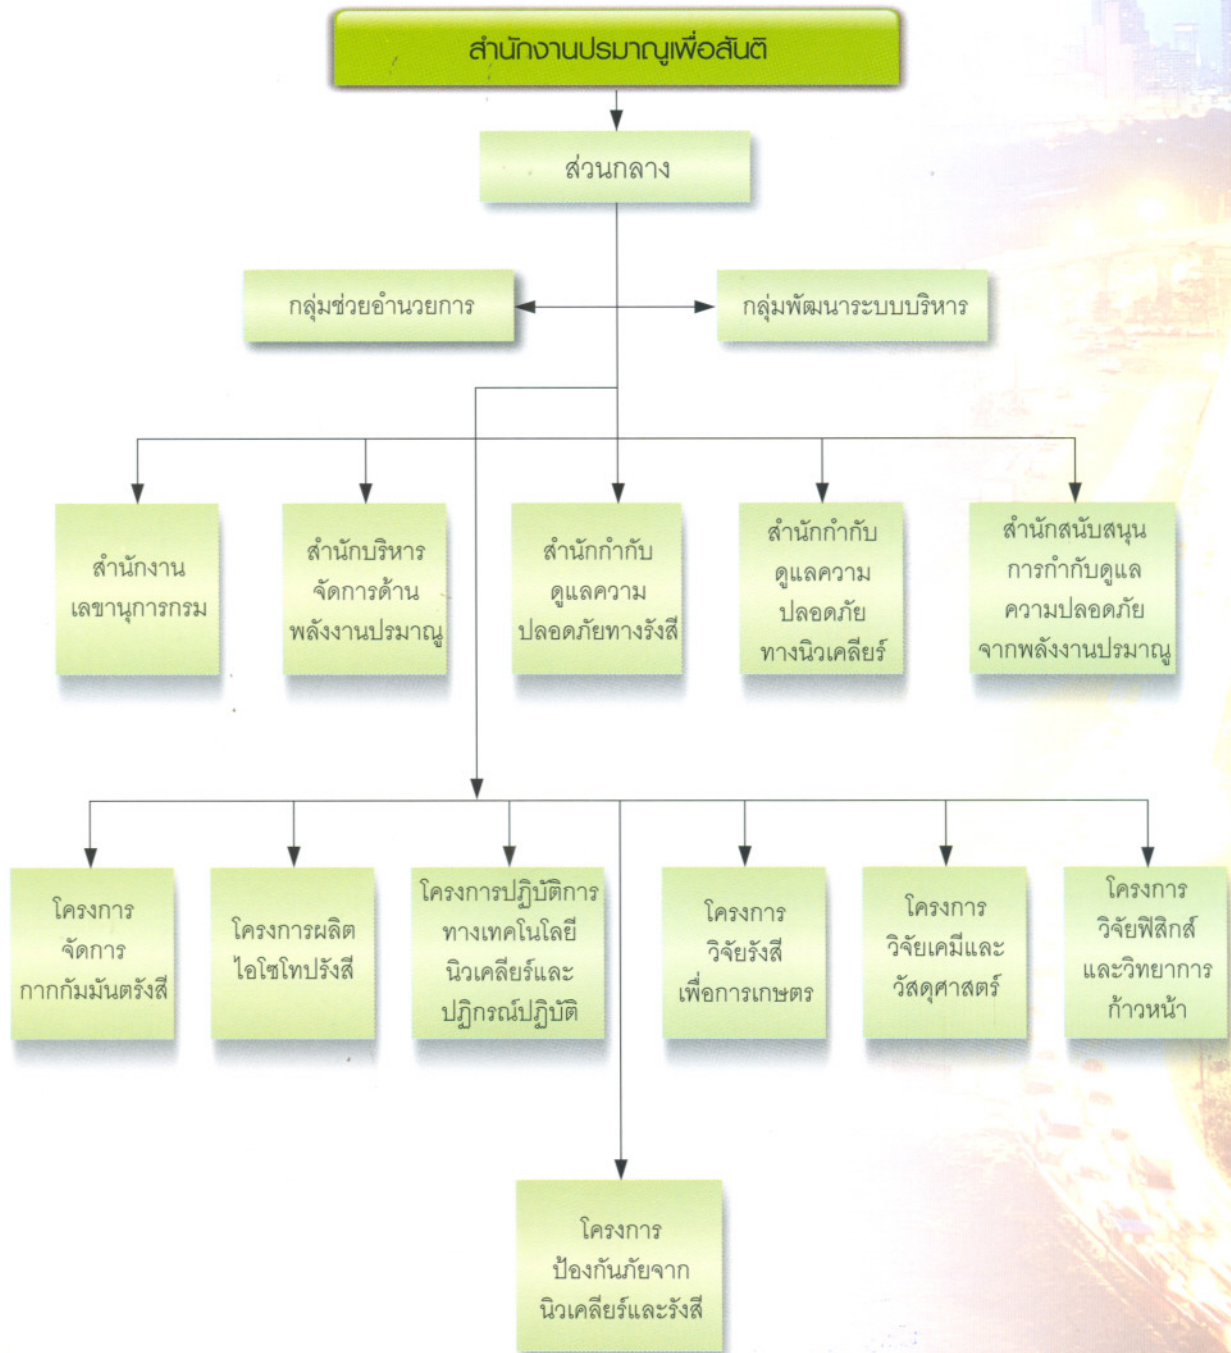 สำนักงานปรมาณูเพื่อสันติ
ส่วนกลาง
กลุ่มช่วยอำนวยการ
กลุ่มพัฒนาระบบบริหาร
สำนักงาน
เลขานุการกรม
สำนักบริหาร
จัดการด้าน
พลังงานปรมาณู
สำนักกำกับ
ดูแลความ
ปลอดภัยทางรังสี
สำนักกำกับ
ดูแลความ
ปลอดภัย
ทางนิวเคลียร์
สำนักสนับสนุน
การกำกับดูแล
ความปลอดภัย
จากพลังงานปรมาณู
โครงการ
จัดการ
กากกัมมันตรังสี
โครงการผลิต
ไอโซโทปรังสี
โครงการปฏิบัติการ
ทางเทคโนโลยี
นิวเคลียร์และ
ปฏิกรณ์ปฏิบัติ
โครงการ
วิจัยรังสี
เพื่อการเกษตร
โครงการ
วิจัยเคมีและ
วัสดุศาสตร์
โครงการ
วิจัยฟิสิกส์
และวิทยาการ
ก้าวหน้า
โครงการ
ป้องกันภัยจาก
นิวเคลียร์และรังสี